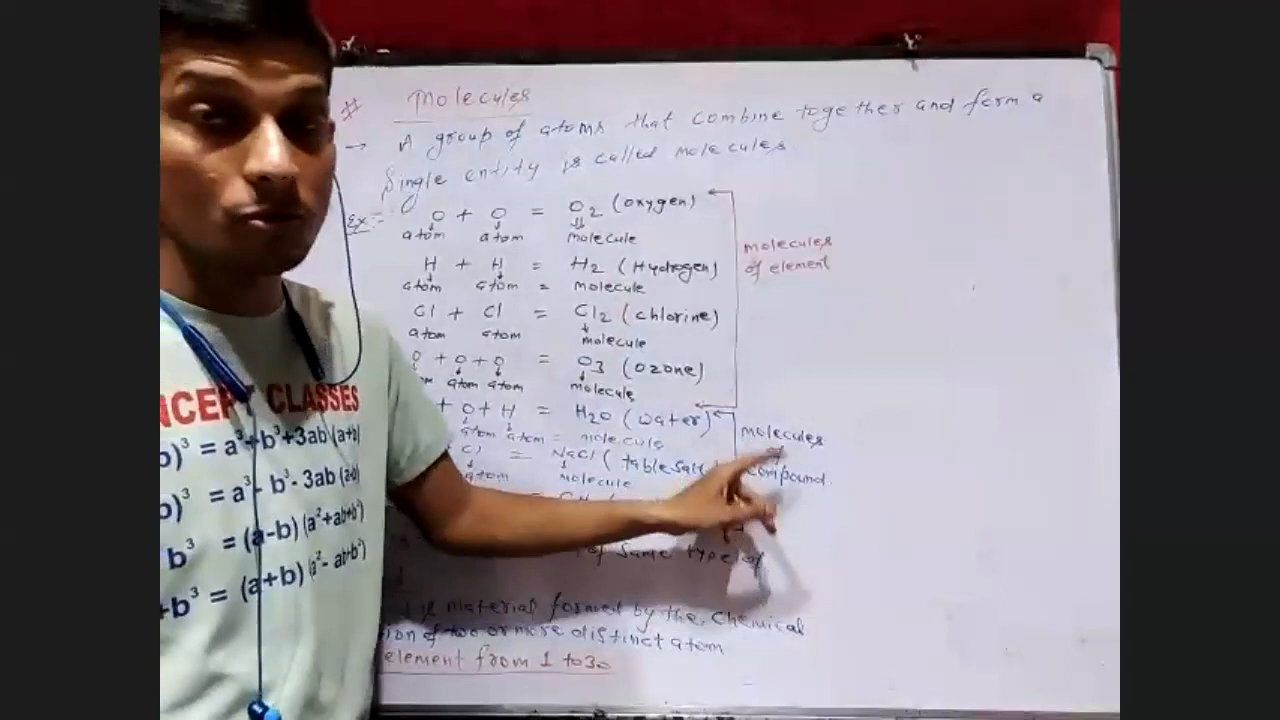 # Molecules
→ A group of atoms that combine together and form a
Single entity is called molecules
Ex:- O + O = O2 (oxygen)
atom atom molecule
H + H = H2 (Hydrogen)
atom atom = molecule
Cl + Cl = Cl2 (chlorine)
atom atom molecule
O + O + O = O3 (Ozone)
atom atom molecule
+ O + H = H2O (water)
atom atom = molecule
Cl = NaCl (table Salt
atom molecule
molecules
of element
molecules
of
compound.
of Same type of
material formed by the Chemical
of two or more distinct atom
element from 1 to 30
NCEPT CLASSES
b)³ = a³+b³+3ab (a+b)
b)³ = a³-b³-3ab (a-b)
b³ = (a-b) (a²+ab+b²)
+b³ = (a+b) (a²-ab+b²)